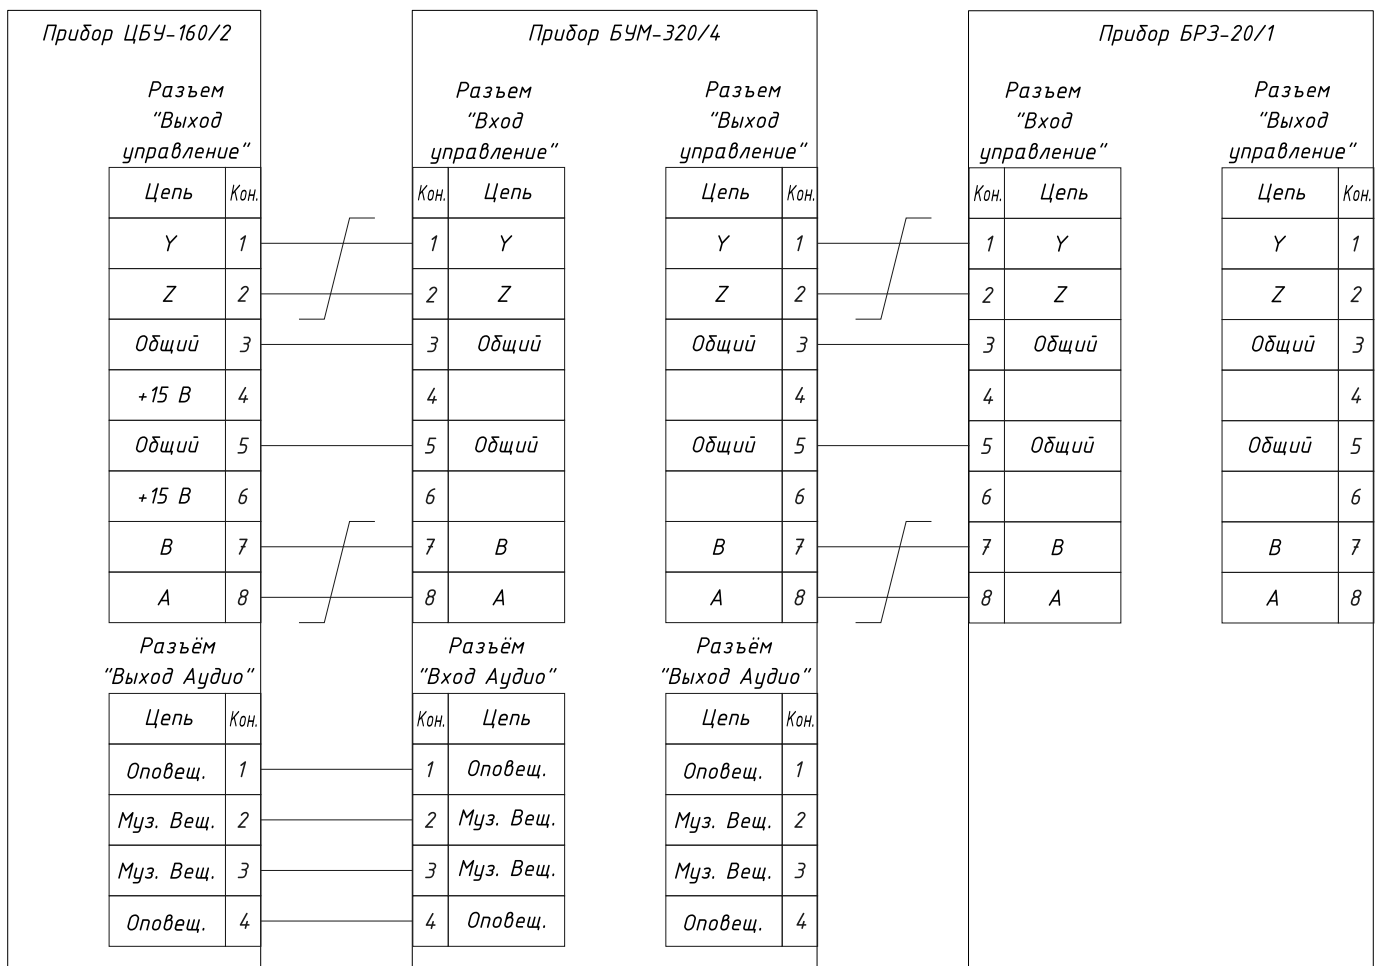 Прибор ЦБУ-160/2 Прибор БУМ-320/4 Прибор БРЗ-20/1
Разъем Разъем Разъем Разъем Разъем
"Выход "Вход "Выход "Вход "Выход
управление" управление" управление" управление" управление"
Цепь Кон. Кон. Цепь Цепь Кон. Кон. Цепь Цепь Кон.
Y 1 1 Y Y 1 1 Y Y 1
Z 2 2 Z Z 2 2 Z Z 2
Общий 3 3 Общий Общий 3 3 Общий Общий 3
+15 В 4 4 4 4 4
Общий 5 5 Общий Общий 5 5 Общий Общий 5
+15 В 6 6 6 6 6
B 7 7 B B 7 7 B B 7
A 8 8 A A 8 8 A A 8
Разъём Разъём Разъём
"Выход Аудио" "Вход Аудио" "Выход Аудио"
Цепь Кон. Кон. Цепь Цепь Кон.
Оповещ. 1 1 Оповещ. Оповещ. 1
Муз. Вещ. 2 2 Муз. Вещ. Муз. Вещ. 2
Муз. Вещ. 3 3 Муз. Вещ. Муз. Вещ. 3
Оповещ. 4 4 Оповещ. Оповещ. 4